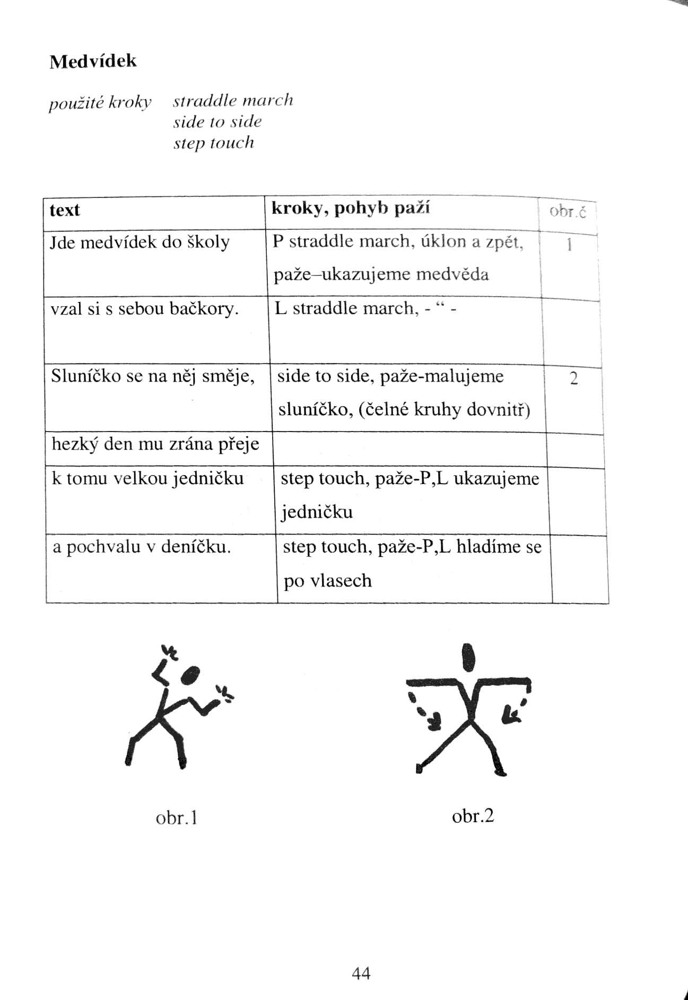 Medvídek
použité kroky straddle march
side to side
step touch
text kroky, pohyb paží obr.č
Jde medvídek do školy P straddle march, úklon a zpět, 1
paže–ukazujeme medvěda
vzal si s sebou bačkory. L straddle march, - “ -
Sluníčko se na něj směje, side to side, paže-malujeme 2
sluníčko, (čelné kruhy dovnitř)
hezký den mu zrána přeje
k tomu velkou jedničku step touch, paže-P,L ukazujeme
jedničku
a pochvalu v deníčku. step touch, paže-P,L hladíme se
po vlasech
obr.1 obr.2
44